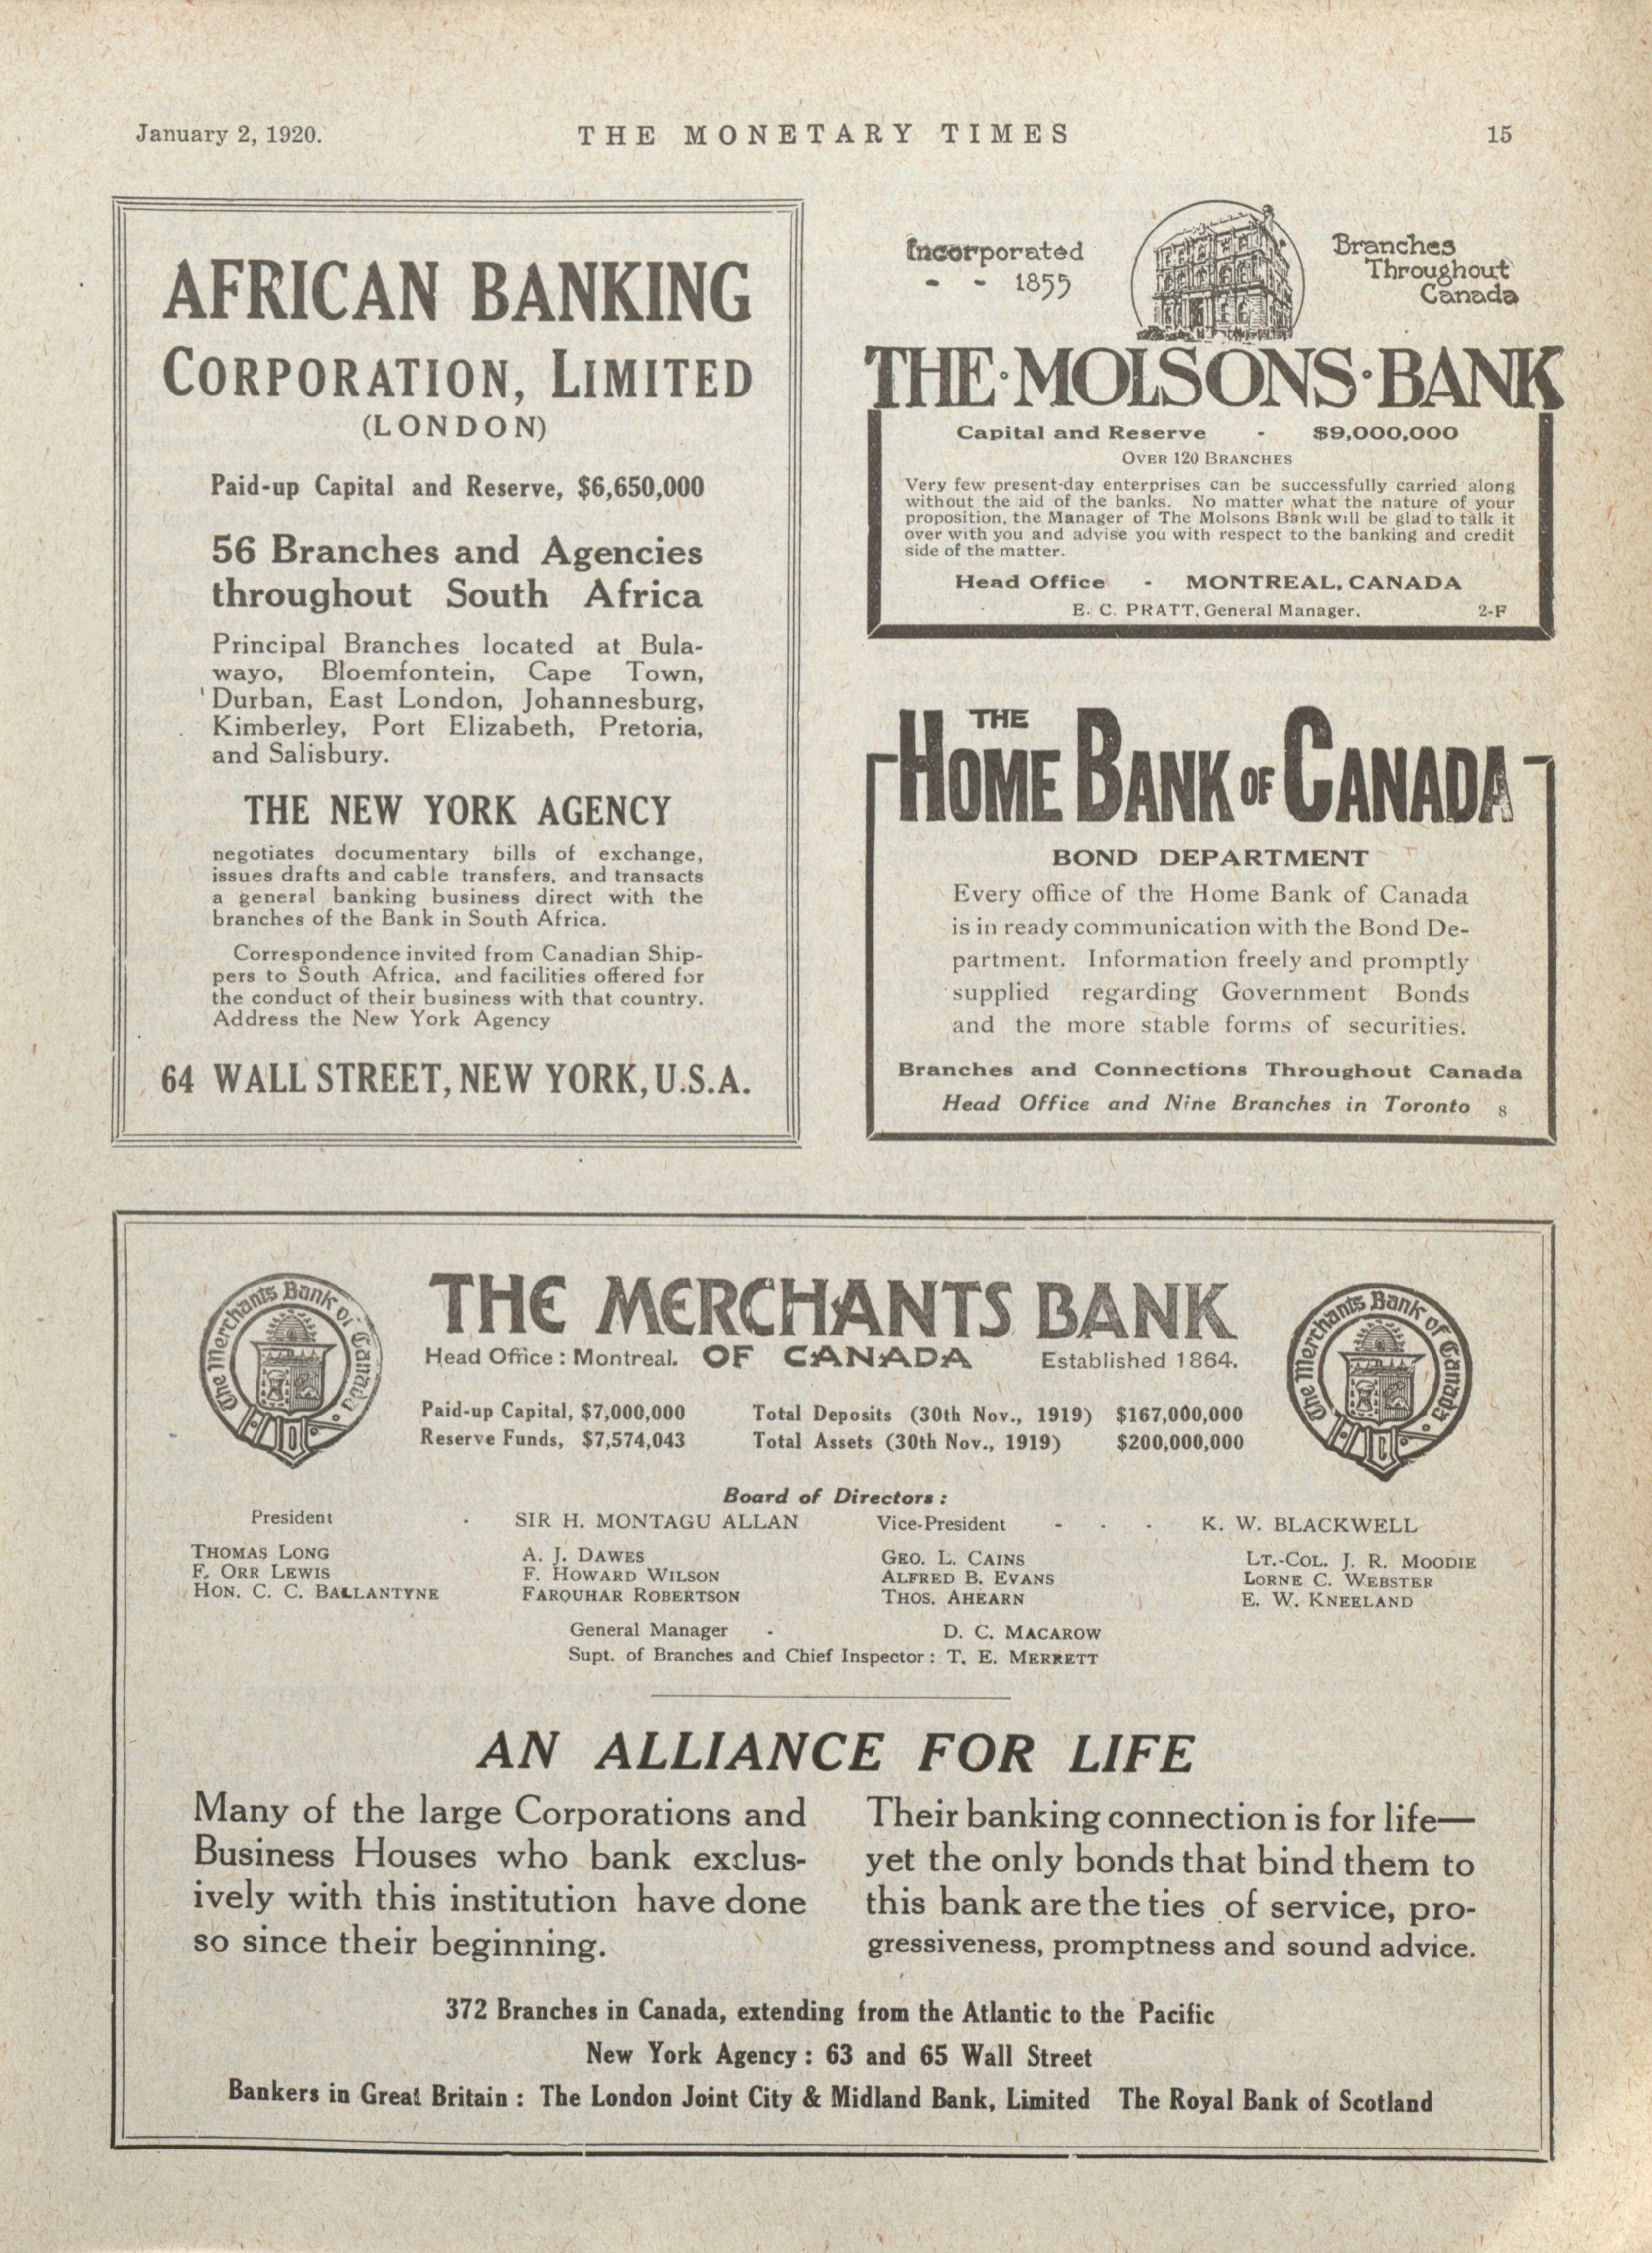 January 2, 1920.
THE MONETARY TIMES
15
AFRICAN BANKING
CORPORATION, LIMITED
(LONDON)
Paid-up Capital and Reserve, $6,650,000
56 Branches and Agencies
throughout South Africa
Principal Branches located at Bula-
wayo, Bloemfontein, Cape Town,
Durban, East London, Johannesburg,
Kimberley, Port Elizabeth, Pretoria,
and Salisbury.
THE NEW YORK AGENCY
negotiates documentary bills of exchange,
issues drafts and cable transfers, and transacts
a general banking business direct with the
branches of the Bank in South Africa.
Correspondence invited from Canadian Ship-
pers to South Africa, and facilities offered for
the conduct of their business with that country.
Address the New York Agency
64 WALL STREET, NEW YORK, U.S.A.
Incorporated
- - 1855
Branches
Throughout
Canada
THE·MOLSONS·BANK
Capital and Reserve - $9,000,000
OVER 120 BRANCHES
Very few present-day enterprises can be successfully carried along
without the aid of the banks. No matter what the nature of your
proposition, the Manager of The Molsons Bank will be glad to talk it
over with you and advise you with respect to the banking and credit
side of the matter.
Head Office - MONTREAL, CANADA
E. C. PRATT, General Manager. 2-F
THE
HOME BANK OF CANADA
BOND DEPARTMENT
Every office of the Home Bank of Canada
is in ready communication with the Bond De-
partment. Information freely and promptly
supplied regarding Government Bonds
and the more stable forms of securities.
Branches and Connections Throughout Canada
Head Office and Nine Branches in Toronto 8
The Merchants Bank of Canada
THE MERCHANTS BANK
Head Office : Montreal. OF CANADA Established 1864.
The Merchants Bank of Canada
Paid-up Capital, $7,000,000 Total Deposits (30th Nov., 1919) $167,000,000
Reserve Funds, $7,574,043 Total Assets (30th Nov., 1919) $200,000,000
Board of Directors :
President - SIR H. MONTAGU ALLAN Vice-President - - - K. W. BLACKWELL
THOMAS LONG A. J. DAWES GEO. L. CAINS LT.-COL. J. R. MOODIE
F. ORR LEWIS F. HOWARD WILSON ALFRED B. EVANS LORNE C. WEBSTER
HON. C. C. BALLANTYNE FARQUHAR ROBERTSON THOS. AHEARN E. W. KNEELAND
General Manager - D. C. MACAROW
Supt. of Branches and Chief Inspector : T. E. MERRETT
AN ALLIANCE FOR LIFE
Many of the large Corporations and
Business Houses who bank exclus-
ively with this institution have done
so since their beginning.
Their banking connection is for life—
yet the only bonds that bind them to
this bank are the ties of service, pro-
gressiveness, promptness and sound advice.
372 Branches in Canada, extending from the Atlantic to the Pacific
New York Agency : 63 and 65 Wall Street
Bankers in Great Britain : The London Joint City & Midland Bank, Limited The Royal Bank of Scotland